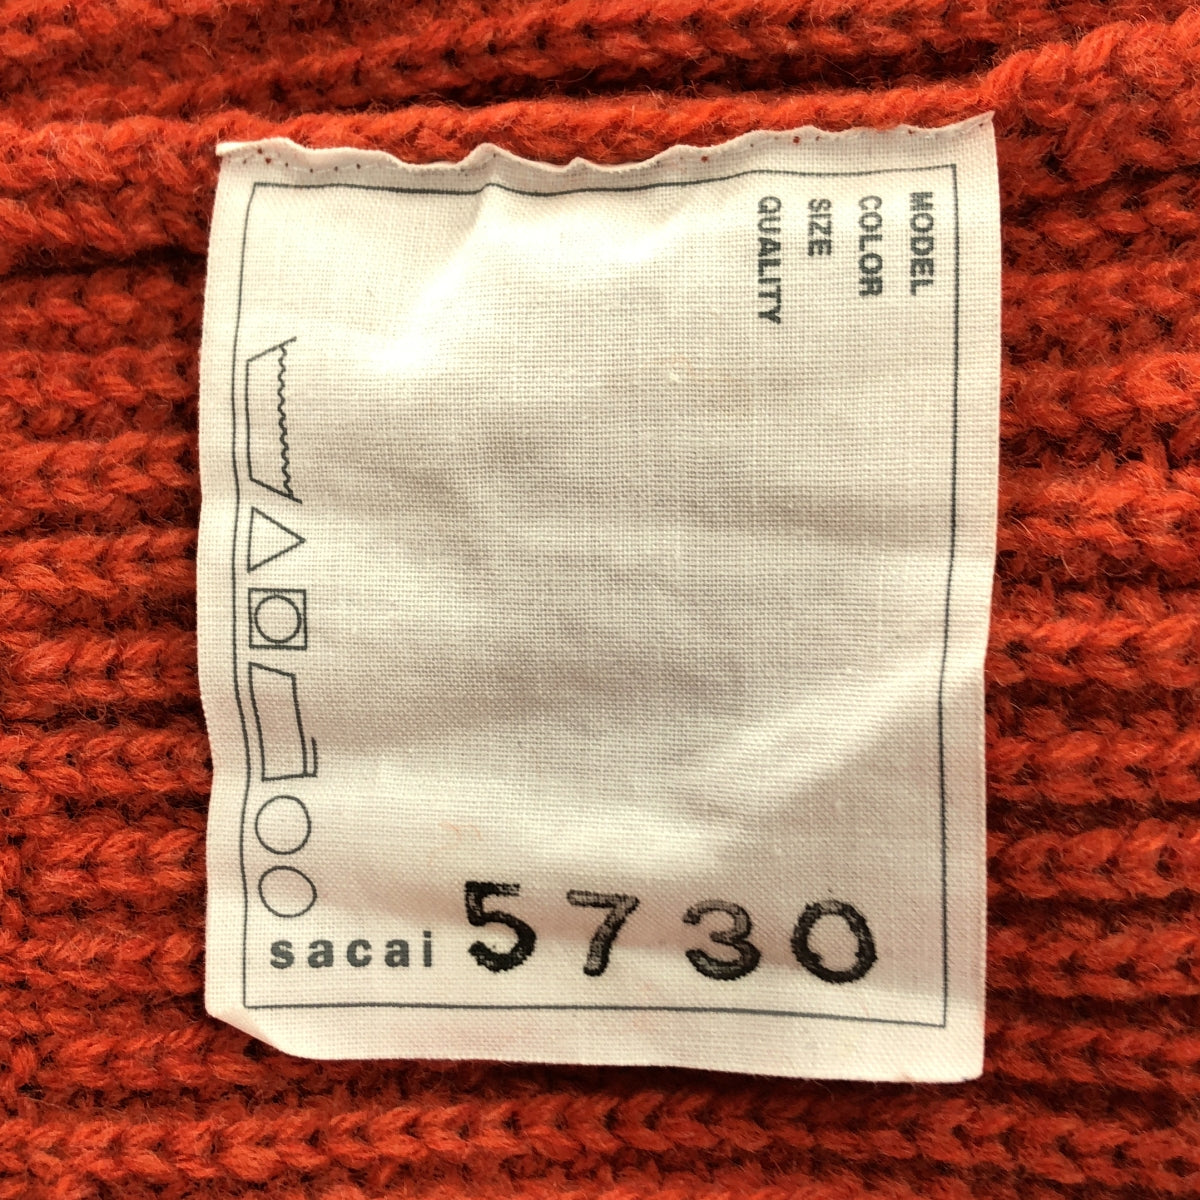 MODEL
COLOR
SIZE
QUALITY
sacai 5730